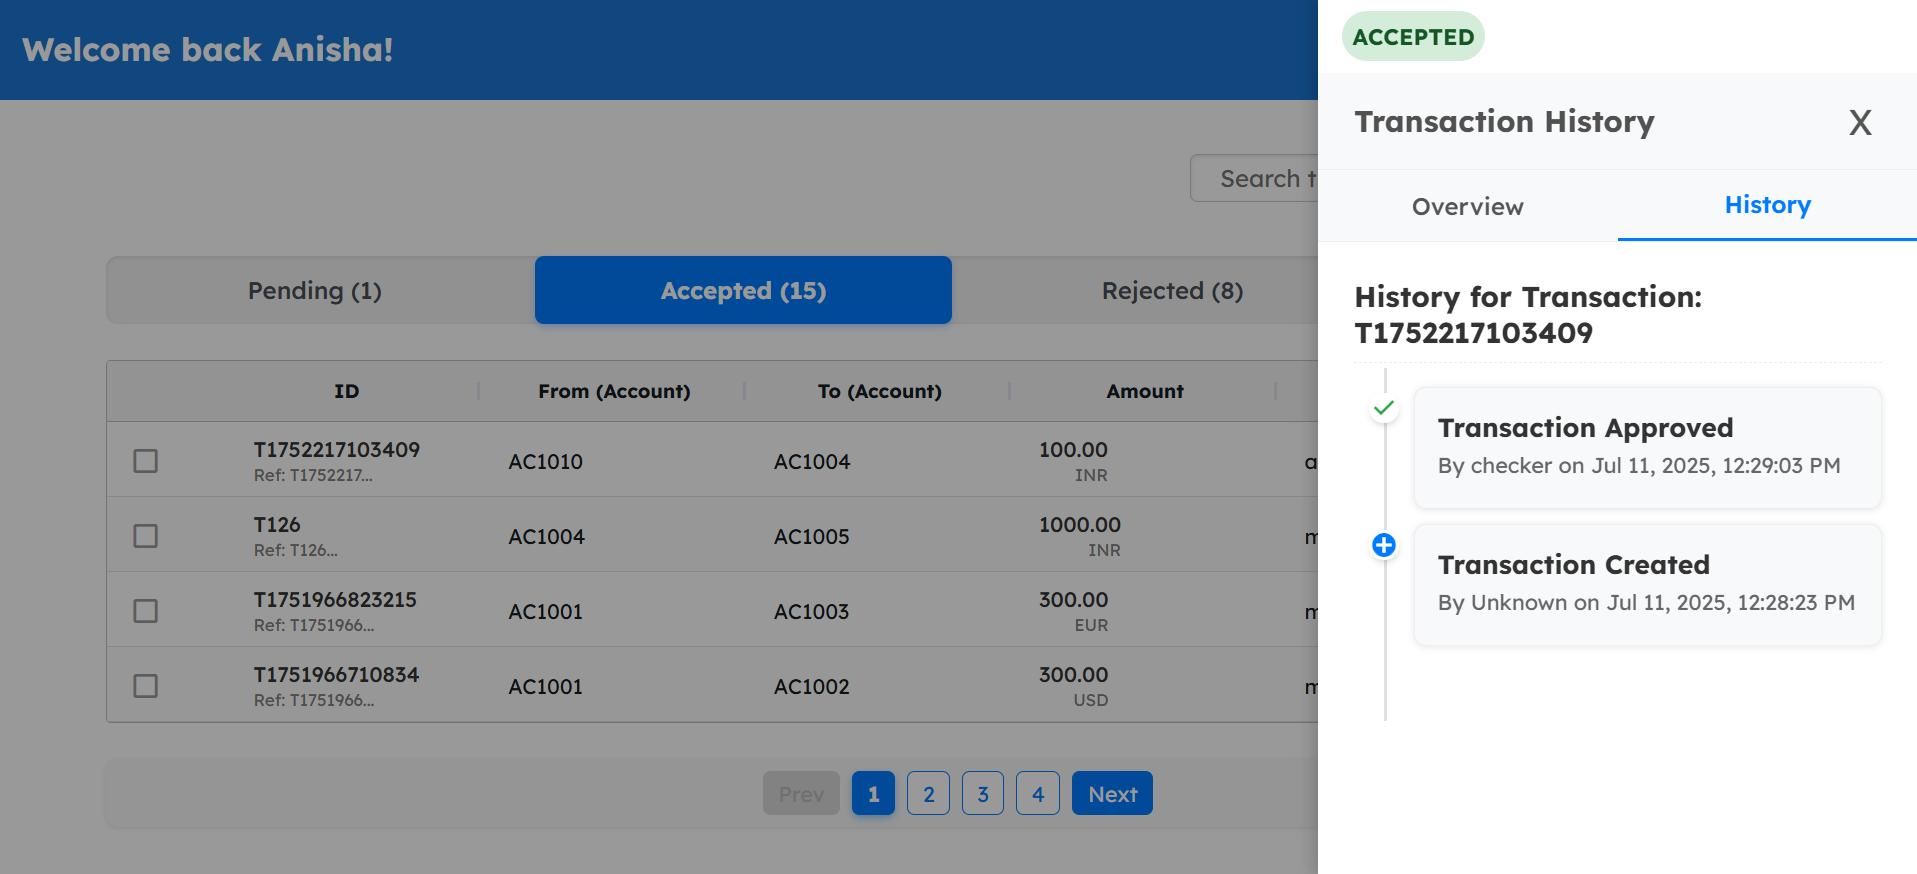 Welcome back Anisha!
Search t
Pending (1)
Accepted (15)
Rejected (8)
ID
From (Account)
To (Account)
Amount
T1752217103409
Ref: T1752217...
AC1010
AC1004
100.00
INR
a
T126
Ref: T126...
AC1004
AC1005
1000.00
INR
T1751966823215
Ref: T1751966...
AC1001
AC1003
300.00
EUR
T1751966710834
Ref: T1751966...
AC1001
AC1002
300.00
USD
Prev
1
2
3
4
Next
ACCEPTED
Transaction History
X
Overview
History
History for Transaction:
T1752217103409
Transaction Approved
By checker on Jul 11, 2025, 12:29:03 PM
Transaction Created
By Unknown on Jul 11, 2025, 12:28:23 PM